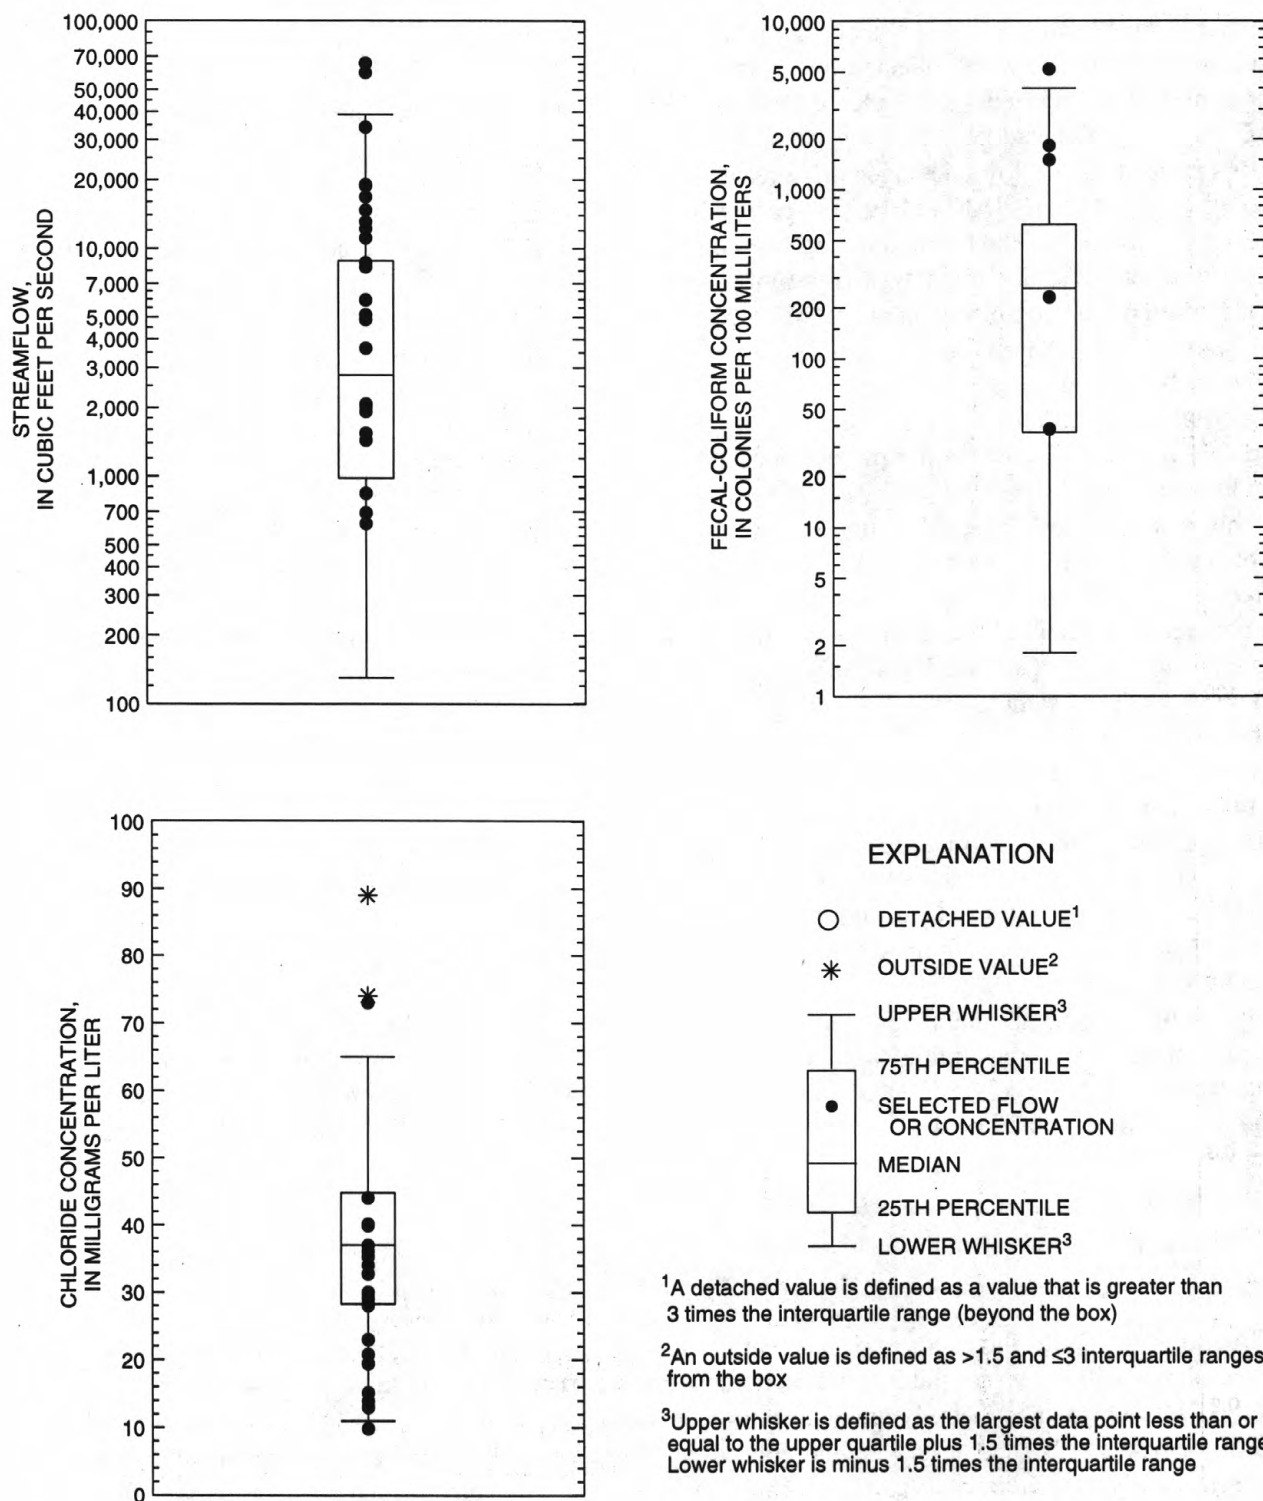 STREAMFLOW,
IN CUBIC FEET PER SECOND
100,000
70,000
50,000
40,000
30,000
20,000
10,000
7,000
5,000
4,000
3,000
2,000
1,000
700
500
400
300
200
100
FECAL-COLIFORM CONCENTRATION,
IN COLONIES PER 100 MILLILITERS
10,000
5,000
2,000
1,000
500
200
100
50
20
10
5
2
1
CHLORIDE CONCENTRATION,
IN MILLIGRAMS PER LITER
100
90
80
70
60
50
40
30
20
10
0
EXPLANATION
DETACHED VALUE¹
OUTSIDE VALUE²
UPPER WHISKER³
75TH PERCENTILE
SELECTED FLOW
OR CONCENTRATION
MEDIAN
25TH PERCENTILE
LOWER WHISKER³
¹A detached value is defined as a value that is greater than
3 times the interquartile range (beyond the box)
²An outside value is defined as >1.5 and ≤3 interquartile ranges
from the box
³Upper whisker is defined as the largest data point less than or
equal to the upper quartile plus 1.5 times the interquartile range
Lower whisker is minus 1.5 times the interquartile range